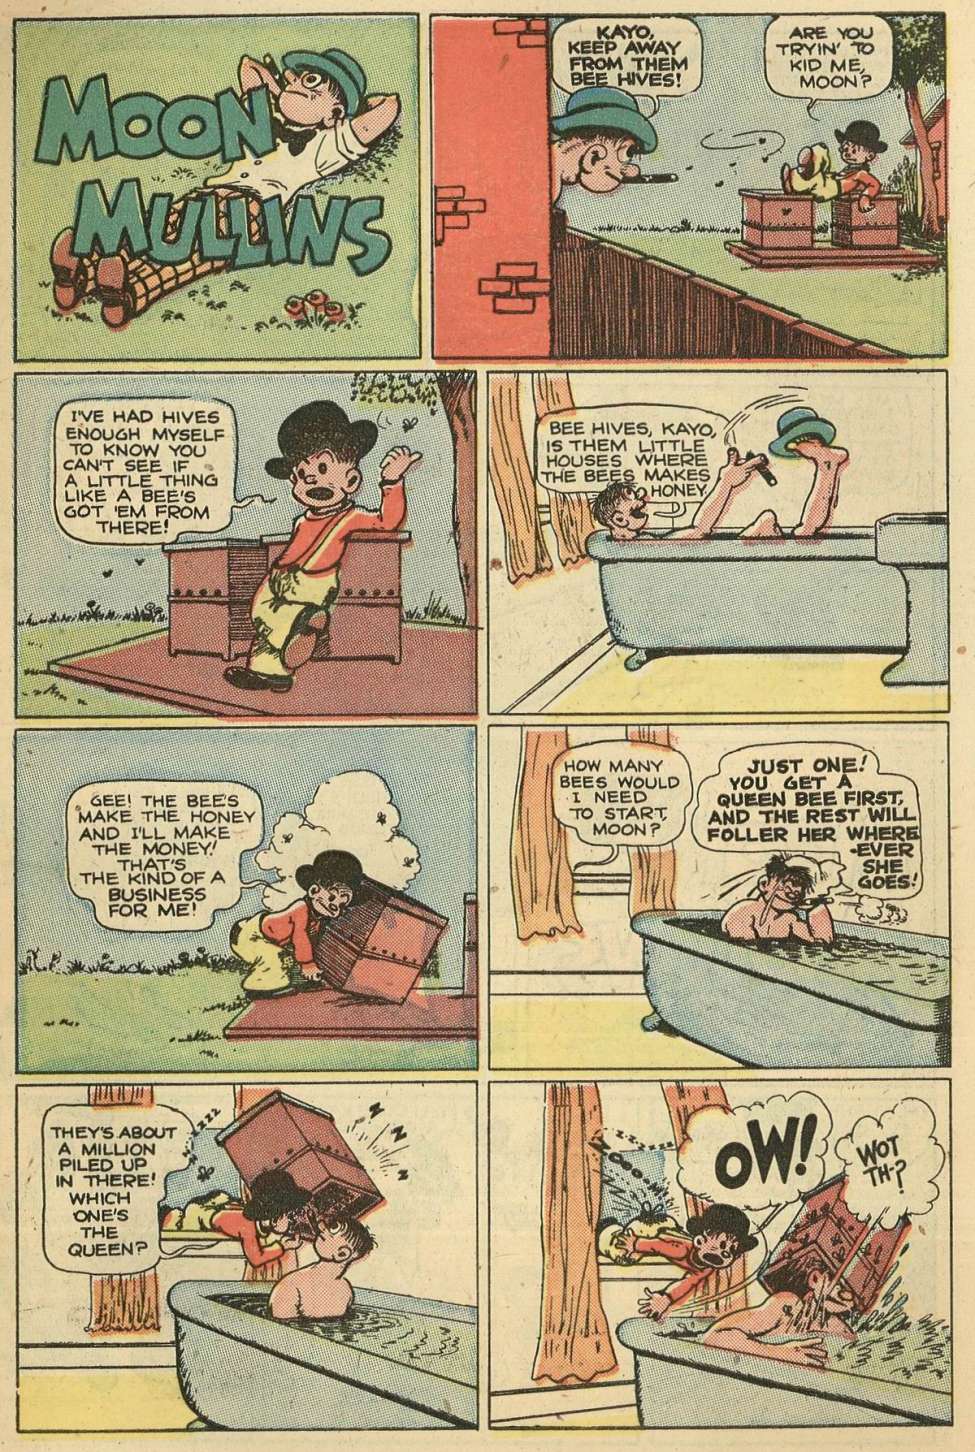 MOON
MULLINS
KAYO,
KEEP AWAY
FROM THEM
BEE HIVES!
ARE YOU
TRYIN' TO
KID ME,
MOON?
I'VE HAD HIVES
ENOUGH MYSELF
TO KNOW YOU
CAN'T SEE IF
A LITTLE THING
LIKE A BEE'S
GOT 'EM FROM
THERE!
BEE HIVES, KAYO,
IS THEM LITTLE
HOUSES WHERE
THE BEES MAKES
HONEY.
GEE! THE BEE'S
MAKE THE HONEY
AND I'LL MAKE
THE MONEY!
THAT'S
THE KIND OF A
BUSINESS
FOR ME!
HOW MANY
BEES WOULD
I NEED
TO START,
MOON?
JUST ONE!
YOU GET A
QUEEN BEE FIRST,
AND THE REST WILL
FOLLER HER WHERE
-EVER
SHE
GOES!
THEY'S ABOUT
A MILLION
PILED UP
IN THERE!
WHICH
'ONE'S
THE
QUEEN?
ZZZZZZ
Z
Z
Z
ZZZZZZ
OW!
WOT
TH-?